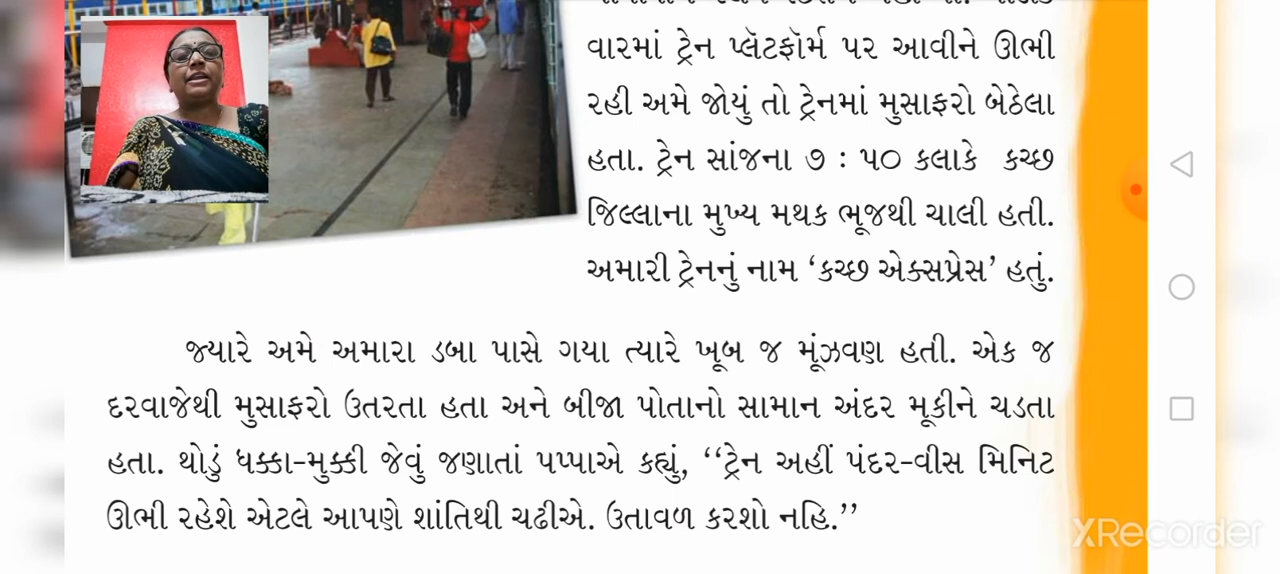 વારમાં ટ્રેન પ્લૅટફૉર્મ પર આવીને ઊભી
રહી અમે જોયું તો ટ્રેનમાં મુસાફરો બેઠેલા
હતા. ટ્રેન સાંજના ૭ : ૫૦ કલાકે કચ્છ
જિલ્લાના મુખ્ય મથક ભૂજથી ચાલી હતી.
અમારી ટ્રેનનું નામ ‘કચ્છ એક્સપ્રેસ’ હતું.
જ્યારે અમે અમારા ડબા પાસે ગયા ત્યારે ખૂબ જ મૂંઝવણ હતી. એક જ
દરવાજેથી મુસાફરો ઉતરતા હતા અને બીજા પોતાનો સામાન અંદર મૂકીને ચડતા
હતા. થોડું ધક્કા-મુક્કી જેવું જણાતાં પપ્પાએ કહ્યું, ‘‘ટ્રેન અહીં પંદર-વીસ મિનિટ
ઊભી રહેશે એટલે આપણે શાંતિથી ચઢીએ. ઉતાવળ કરશો નહિ.’’
XRecorder